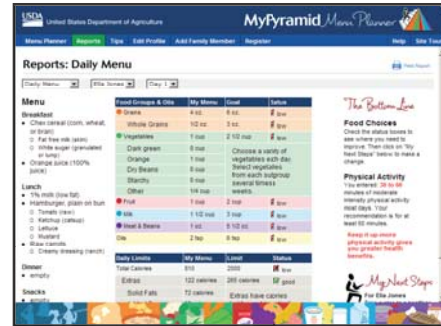 USDA United States Department of Agriculture
MyPyramid Menu Planner
Menu Planner Reports Tips Edit Profile Add Family Member Register Help Site Tour
Reports: Daily Menu
Daily Menu Ella Jones Day 1
Menu
Breakfast
Chex cereal (corn, wheat, or bran)
Fat free milk (skim)
White sugar (granulated or lump)
Orange juice (100% juice)
Lunch
1% milk (low fat)
Hamburger, plain on bun
Tomato (raw)
Ketchup (catsup)
Lettuce
Mustard
Raw carrots
Creamy dressing (ranch)
Dinner
empty
Snacks
empty
Food Groups & Oils My Menu Goal Status
Grains 4 oz. 6 oz. low
Whole Grains 1/2 oz. 3 oz. low
Vegetables 1 cup 2 1/2 cup low
Dark green 0 cup
Orange 1 cup
Dry Beans 0 cup
Starchy 0 cup
Other 1/4 cup
Choose a variety of
vegetables each day.
Select vegetables
from each subgroup
several times
weekly.
Fruit 1 cup 2 cup low
Milk 1 1/2 cup 3 cup low
Meat & Beans 1 oz 5 1/2 oz low
Oils 2 tsp 6 tsp low
Daily Limits My Menu Limit Status
Total Calories 810 2000 low
Extras 122 calories 265 calories good
Solid Fats 72 calories Extras have calories
The Bottom Line
Food Choices
Check the status boxes to
see where you need to
improve. Then click on "My
Next Steps" below to make a
change.
Physical Activity
You entered: 30 to 60
minutes of moderate
intensity physical activity
most days. Your
recommendation is for at
least 60 minutes.
Keep it up more
physical activity gives
you greater health
benefits.
My Next Steps
For Ella Jones